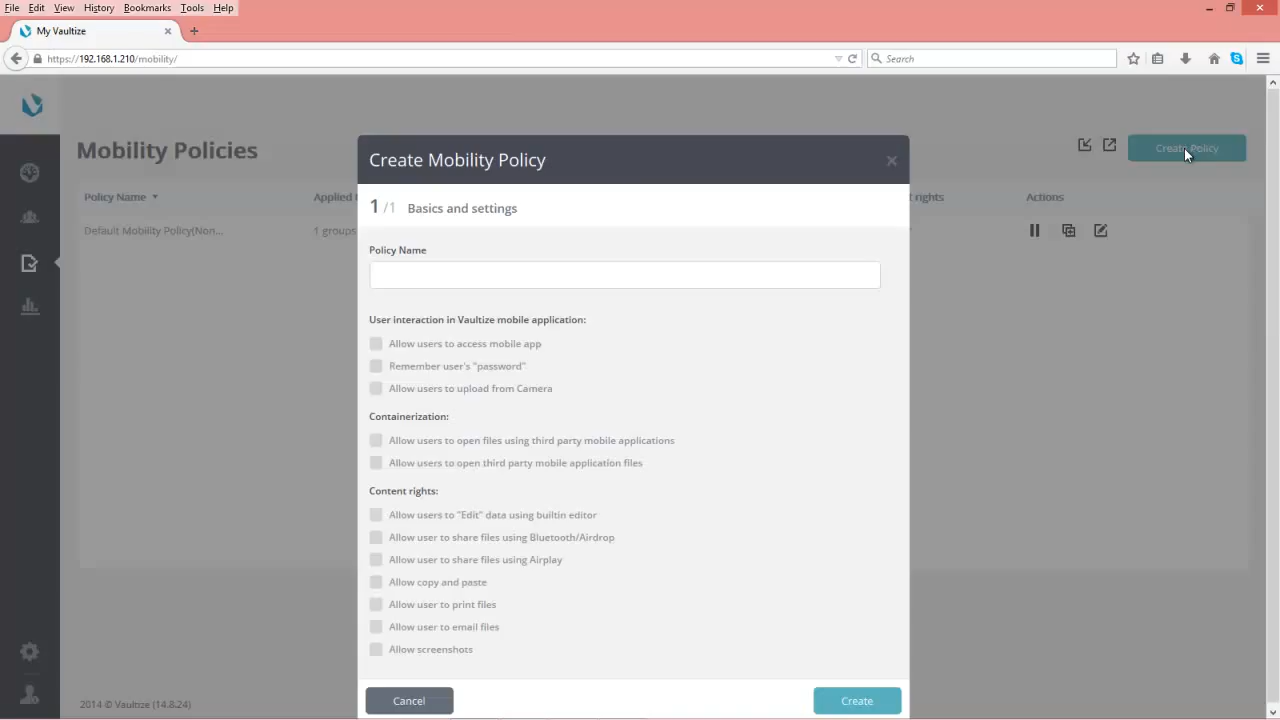 File Edit View History Bookmarks Tools Help
My Vaultize
https://192.168.1.210/mobility/
Search
Mobility Policies
Create Policy
Policy Name
Applied
rights
Actions
Default Mobility Policy(Non...
1 groups
Create Mobility Policy
1 /1 Basics and settings
Policy Name
User interaction in Vaultize mobile application:
Allow users to access mobile app
Remember user's "password"
Allow users to upload from Camera
Containerization:
Allow users to open files using third party mobile applications
Allow users to open third party mobile application files
Content rights:
Allow users to "Edit" data using builtin editor
Allow user to share files using Bluetooth/Airdrop
Allow user to share files using Airplay
Allow copy and paste
Allow user to print files
Allow user to email files
Allow screenshots
Cancel
Create
2014 © Vaultize (14.8.24)